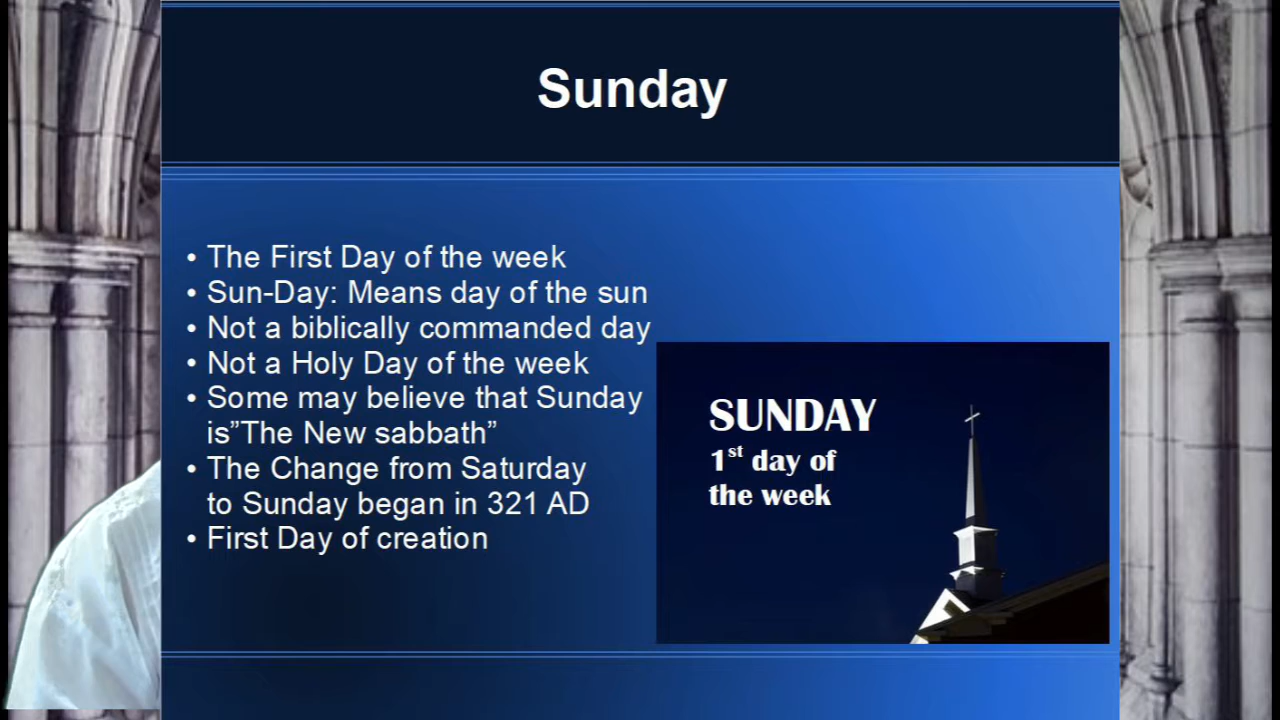 Sunday
• The First Day of the week
• Sun-Day: Means day of the sun
• Not a biblically commanded day
• Not a Holy Day of the week
• Some may believe that Sunday
is”The New sabbath”
• The Change from Saturday
to Sunday began in 321 AD
• First Day of creation
SUNDAY
1st day of
the week